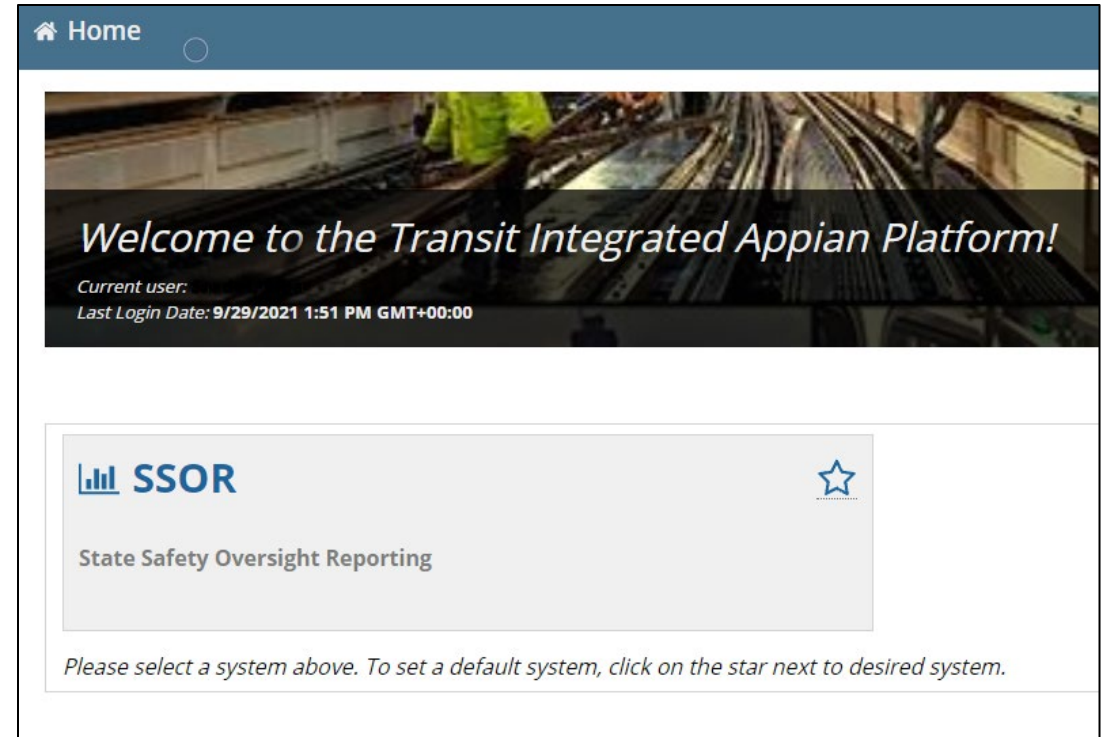 Home
Welcome to the Transit Integrated Appian Platform!
Current user:
Last Login Date: 9/29/2021 1:51 PM GMT+00:00
SSOR
State Safety Oversight Reporting
Please select a system above. To set a default system, click on the star next to desired system.